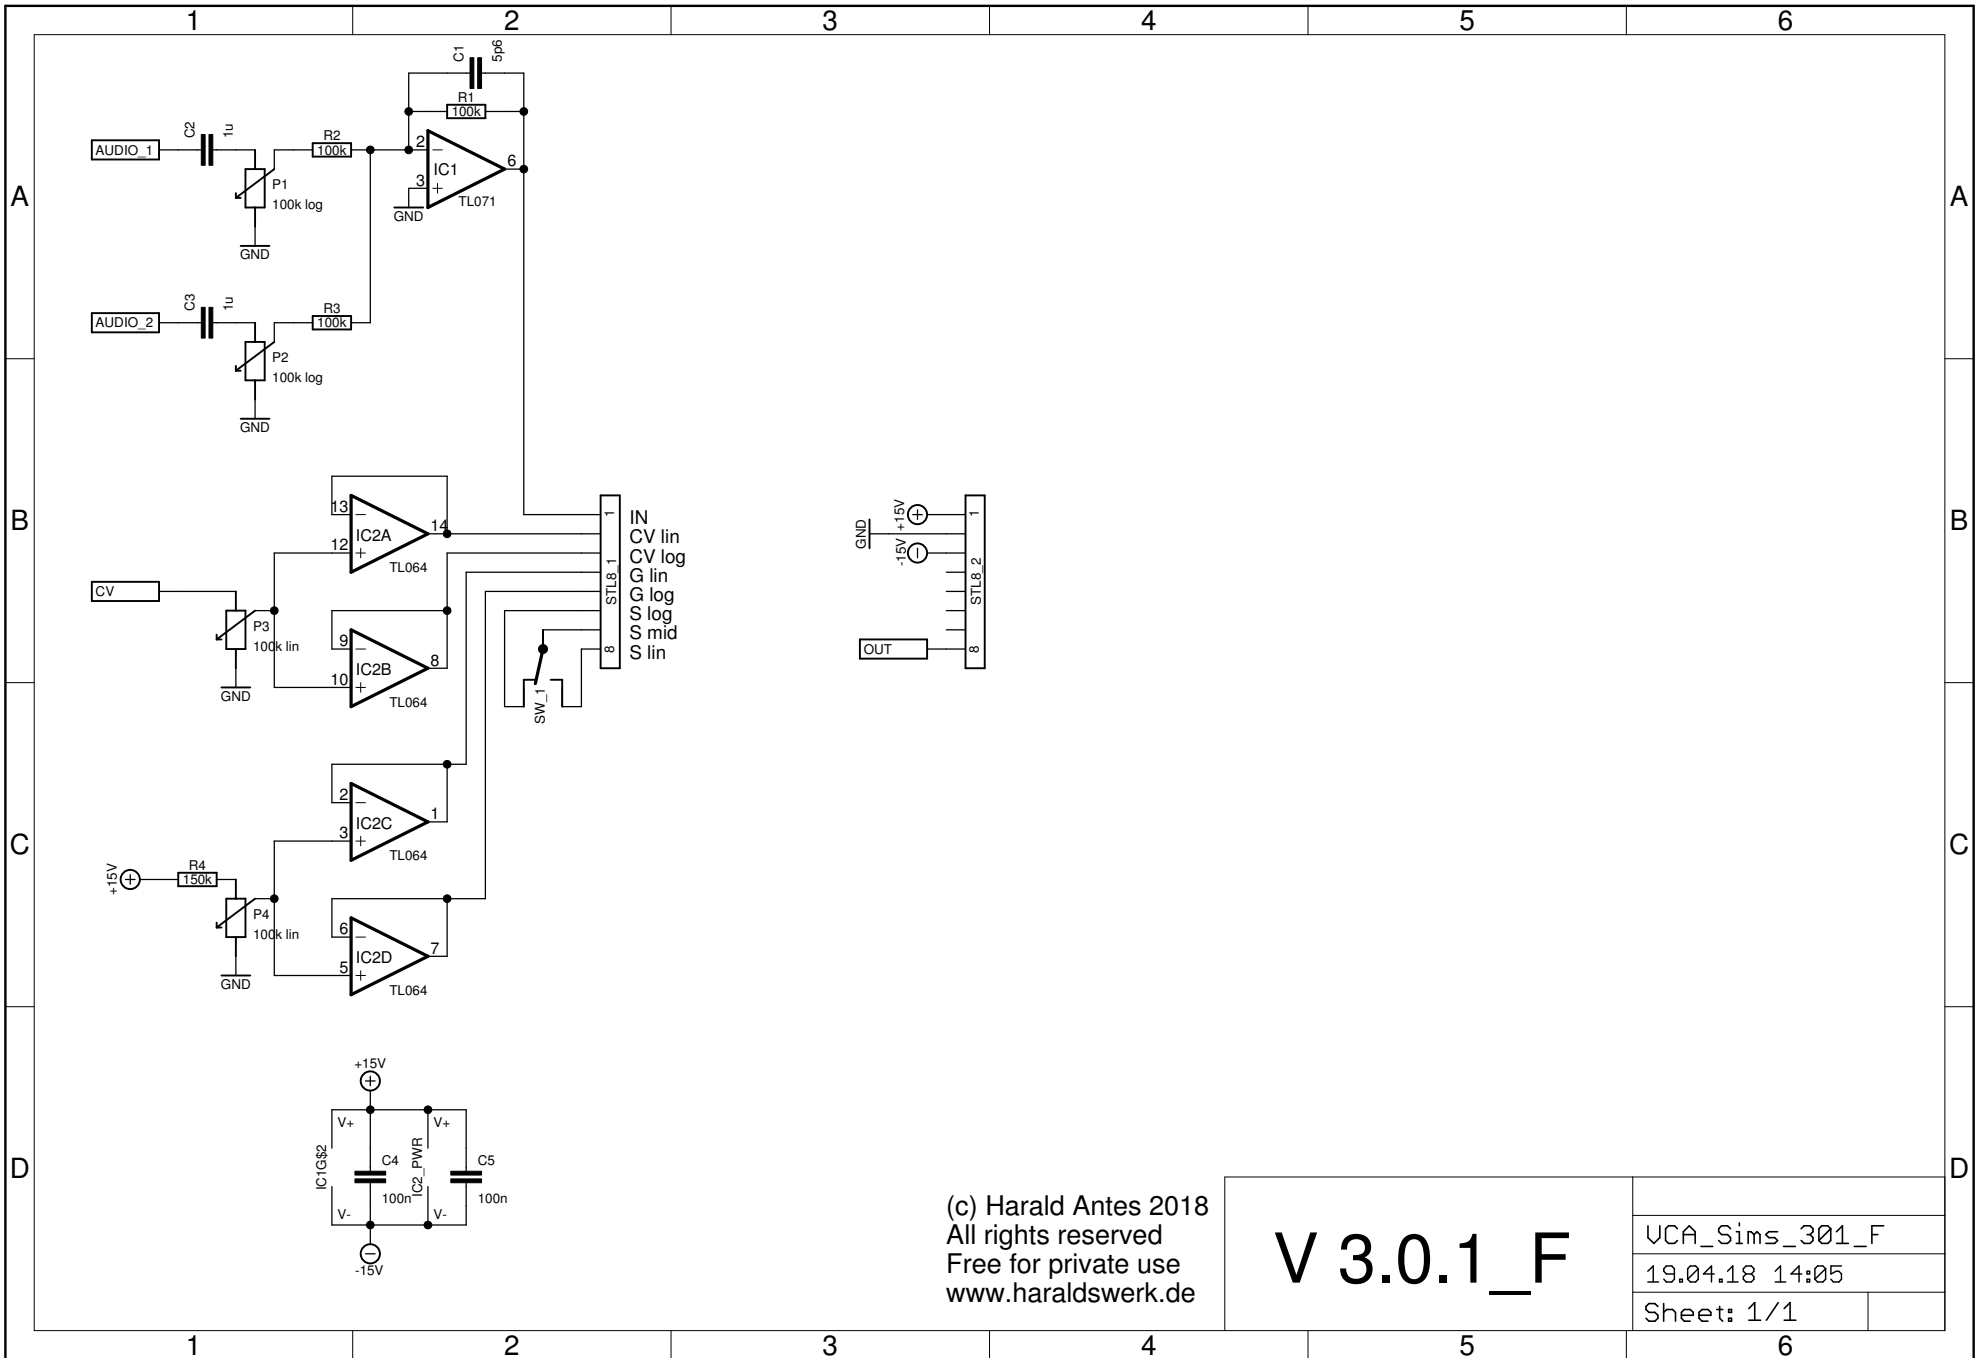 1 2 3 4 5 6
A A
B B
C C
D D
1 2 3 4 5 6
C1
5p6
R1
100k
AUDIO_1
C2
1u
R2
100k
P1
100k log
GND
2
3
6
IC1
TL071
GND
AUDIO_2
C3
1u
R3
100k
P2
100k log
GND
13
12
14
IC2A
TL064
CV
P3
100k lin
GND
9
10
8
IC2B
TL064
1
STL8_1
8
IN
CV lin
CV log
G lin
G log
S log
S mid
S lin
SW_1
+15V
GND
-15V
1
STL8_2
8
OUT
2
3
1
IC2C
TL064
+15V
R4
150k
P4
100k lin
GND
6
5
7
IC2D
TL064
+15V
V+
V+
IC1G$2
C4
100n
IC2_PWR
C5
100n
V-
V-
-15V
(c) Harald Antes 2018
All rights reserved
Free for private use
www.haraldswerk.de
V 3.0.1_F
VCA_Sims_301_F
19.04.18 14:05
Sheet: 1/1